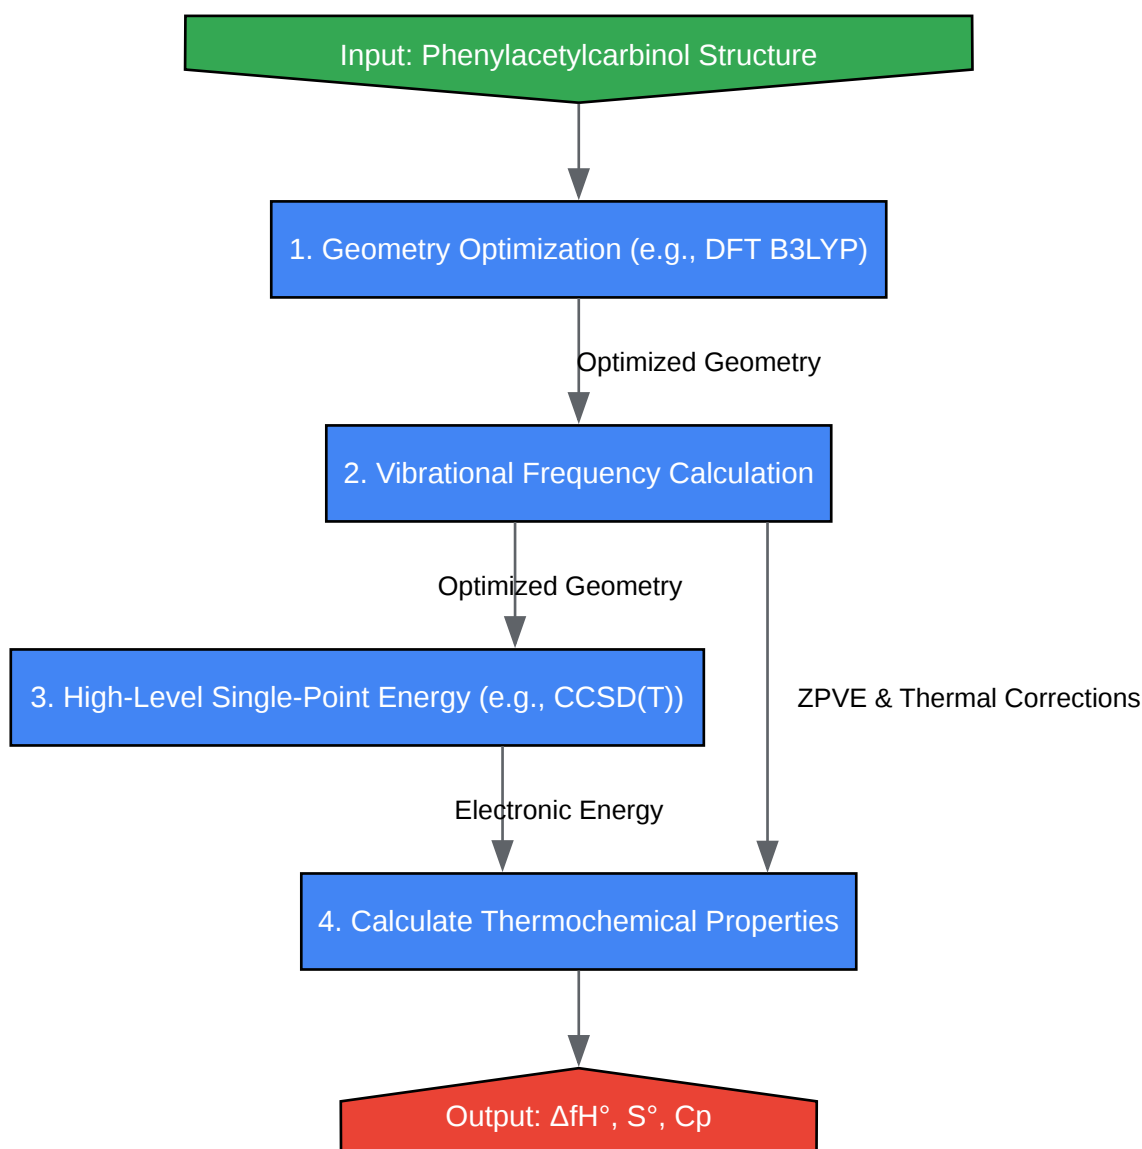 Input: Phenylacetylcarbinol Structure
1. Geometry Optimization (e.g., DFT B3LYP)
Optimized Geometry
2. Vibrational Frequency Calculation
Optimized Geometry
3. High-Level Single-Point Energy (e.g., CCSD(T))
ZPVE & Thermal Corrections
Electronic Energy
4. Calculate Thermochemical Properties
Output: ΔfH°, S°, Cp